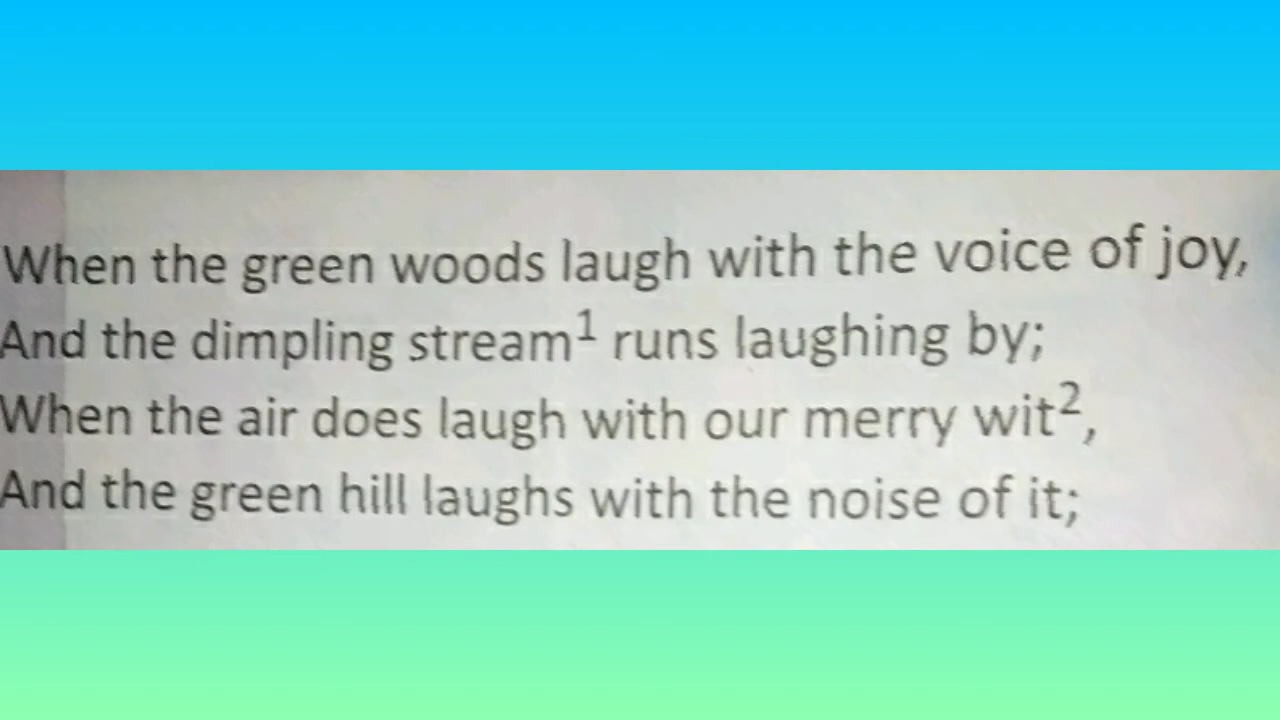 When the green woods laugh with the voice of joy,
And the dimpling stream¹ runs laughing by;
When the air does laugh with our merry wit²,
And the green hill laughs with the noise of it;